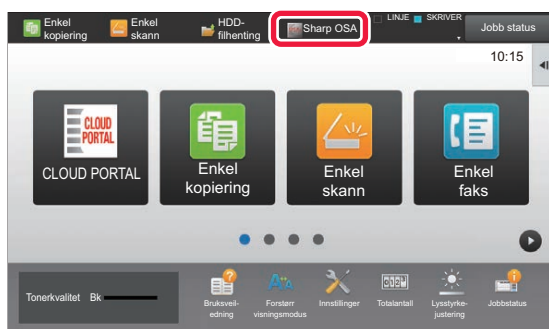 Enkel
kopiering
Enkel
skann
HDD-
filhenting
Sharp OSA
LINJE
SKRIVER
Jobb status
10:15
CLOUD
PORTAL
CLOUD PORTAL
Enkel
kopiering
Enkel
skann
Enkel
faks
Tonerkvalitet Bk
Bruksveil-
edning
Forstørr
visningsmodus
Innstillinger
Totalantall
Lysstyrke-
justering
Jobbstatus